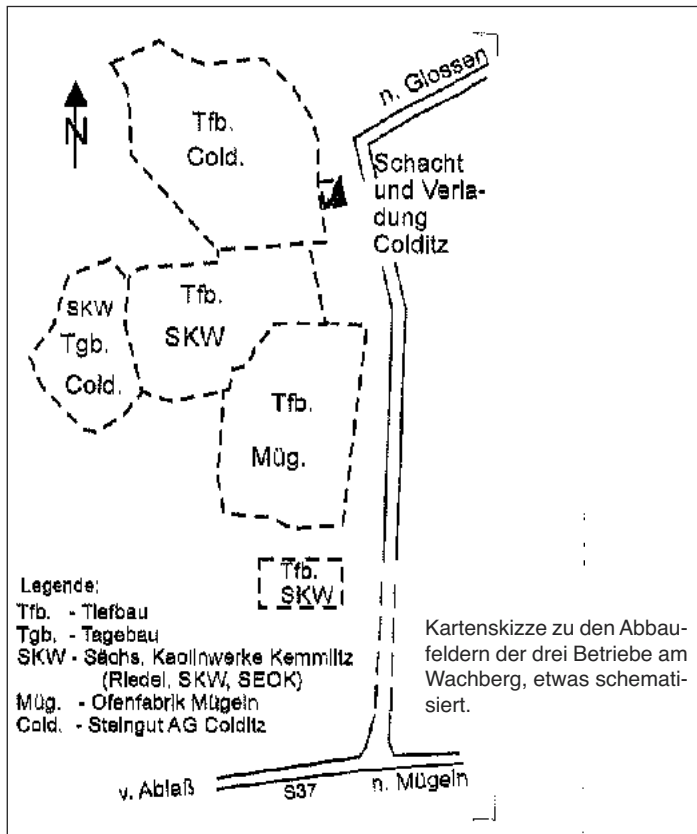 n. Glossen
N
Tfb.
Cold.
Schacht
und Verla-
dung
Colditz
Tfb.
SKW
SKW
Tgb.
Cold.
Tfb.
Müg.
Tfb.
SKW
Legende:
Tfb. - Tiefbau
Tgb. - Tagebau
SKW - Sächs. Kaolinwerke Kemmlitz
(Riedel, SKW, SEOK)
Müg. - Ofenfabrik Mügeln
Cold. - Steingut AG Colditz
Kartenskizze zu den Abbau-
feldern der drei Betriebe am
Wachberg, etwas schemati-
siert.
v. Ablaß
S37
n. Mügeln